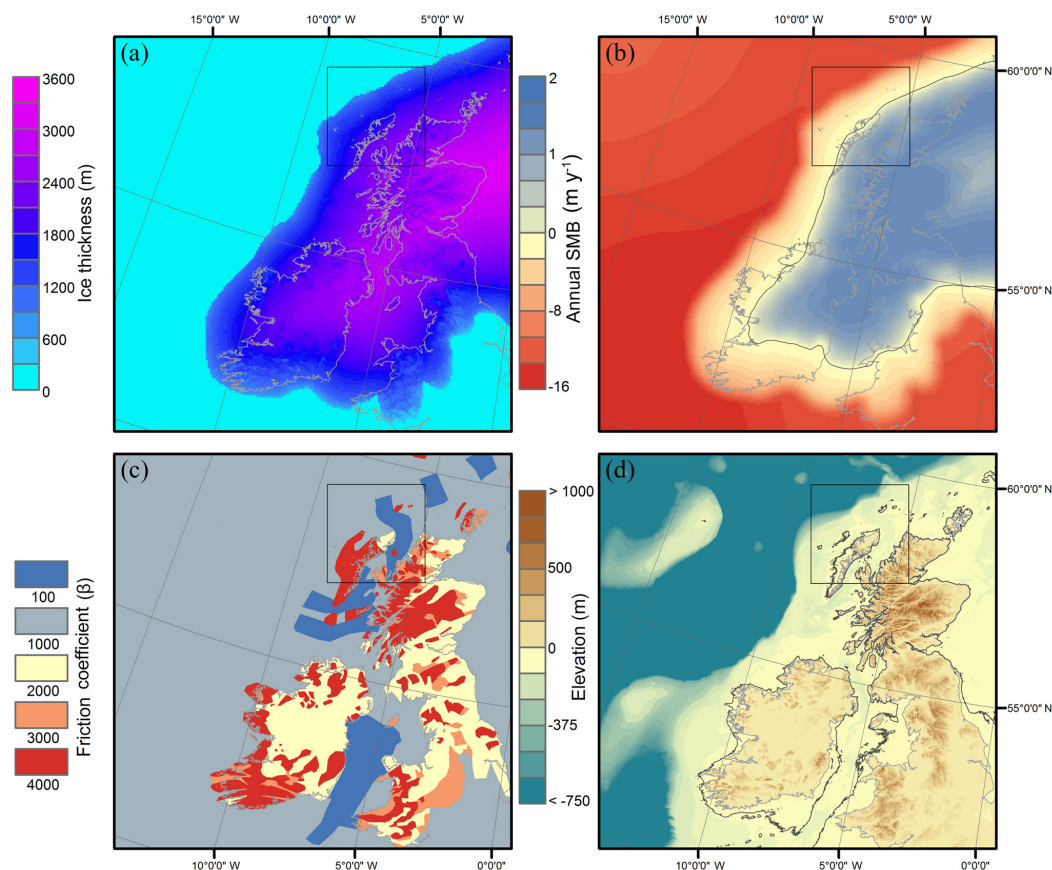 15°0'0" W
10°0'0" W
5°0'0" W
15°0'0" W
10°0'0" W
5°0'0" W
(a)
(b)
3600
3000
2400
1800
1200
600
0
Ice thickness (m)
2
1
0
-8
-16
Annual SMB (m y⁻¹)
60°0'0" N
55°0'0" N
(c)
(d)
100
1000
2000
3000
4000
Friction coefficient (β)
> 1000
500
0
-375
< -750
Elevation (m)
60°0'0" N
55°0'0" N
10°0'0" W
5°0'0" W
0°0'0" W
10°0'0" W
5°0'0" W
0°0'0" W